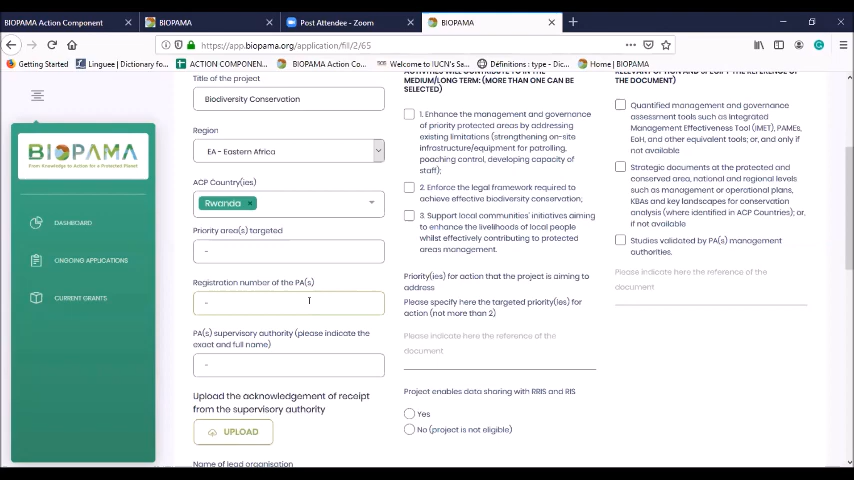 BIOPAMA Action Component
BIOPAMA
Post Attendee - Zoom
BIOPAMA
https://app.biopama.org/application/fill/2/65
Getting Started
Linguee | Dictionary fo...
ACTION COMPONENT
BIOPAMA Action Co...
Welcome to IUCN's Sa...
Définitions : type - Dic...
Home | BIOPAMA
BIOPAMA
From Knowledge to Action for a Protected Planet
DASHBOARD
ONGOING APPLICATIONS
CURRENT GRANTS
Title of the project
Biodiversity Conservation
Region
EA - Eastern Africa
ACP Country(ies)
Rwanda ×
Priority area(s) targeted
-
Registration number of the PA(s)
-
PA(s) supervisory authority (please indicate the
exact and full name)
-
Upload the acknowledgement of receipt
from the supervisory authority
UPLOAD
Name of lead organisation
ACTIVITIES WILL CONTRIBUTE TO IN THE
MEDIUM/LONG TERM: (MORE THAN ONE CAN BE
SELECTED)
1. Enhance the management and governance
of priority protected areas by addressing
existing limitations (strengthening on-site
infrastructure/equipment for patrolling,
poaching control, developing capacity of
staff);
2. Enforce the legal framework required to
achieve effective biodiversity conservation;
3. Support local communities' initiatives aiming
to enhance the livelihoods of local people
whilst effectively contributing to protected
areas management.
Priority(ies) for action that the project is aiming to
address
Please specify here the targeted priority(ies) for
action (not more than 2)
Please indicate here the reference of the
document
Project enables data sharing with RRIS and RIS
Yes
No (project is not eligible)
RELEVANT OPTION AND SPECIFY THE REFERENCE OF
THE DOCUMENT)
Quantified management and governance
assessment tools such as Integrated
Management Effectiveness Tool (IMET), PAMEs,
EoH, and other equivalent tools; or, and only if
not available.
Strategic documents at the protected and
conserved area, national and regional levels
such as management or operational plans,
KBAs and key landscapes for conservation
analysis (where identified in ACP Countries); or,
if not available
Studies validated by PA(s) management
authorities.
Please indicate here the reference of the
document